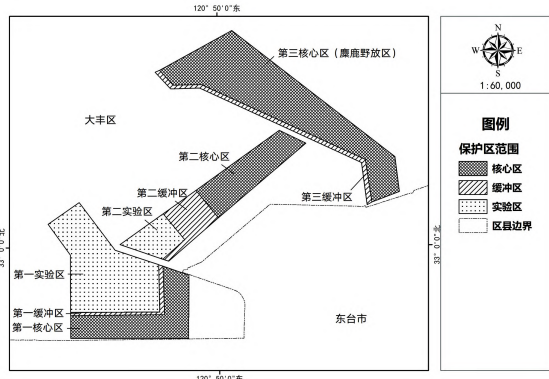 120° 50′0″东
第三核心区（麋鹿野放区）
大丰区
第二核心区
第二缓冲区
第二实验区
第三缓冲区
33° 0′0″北
33° 0′0″北
第一实验区
第一缓冲区
第一核心区
东台市
120° 50′0″东
N
W
E
S
1:60,000
图例
保护区范围
核心区
缓冲区
实验区
区县边界